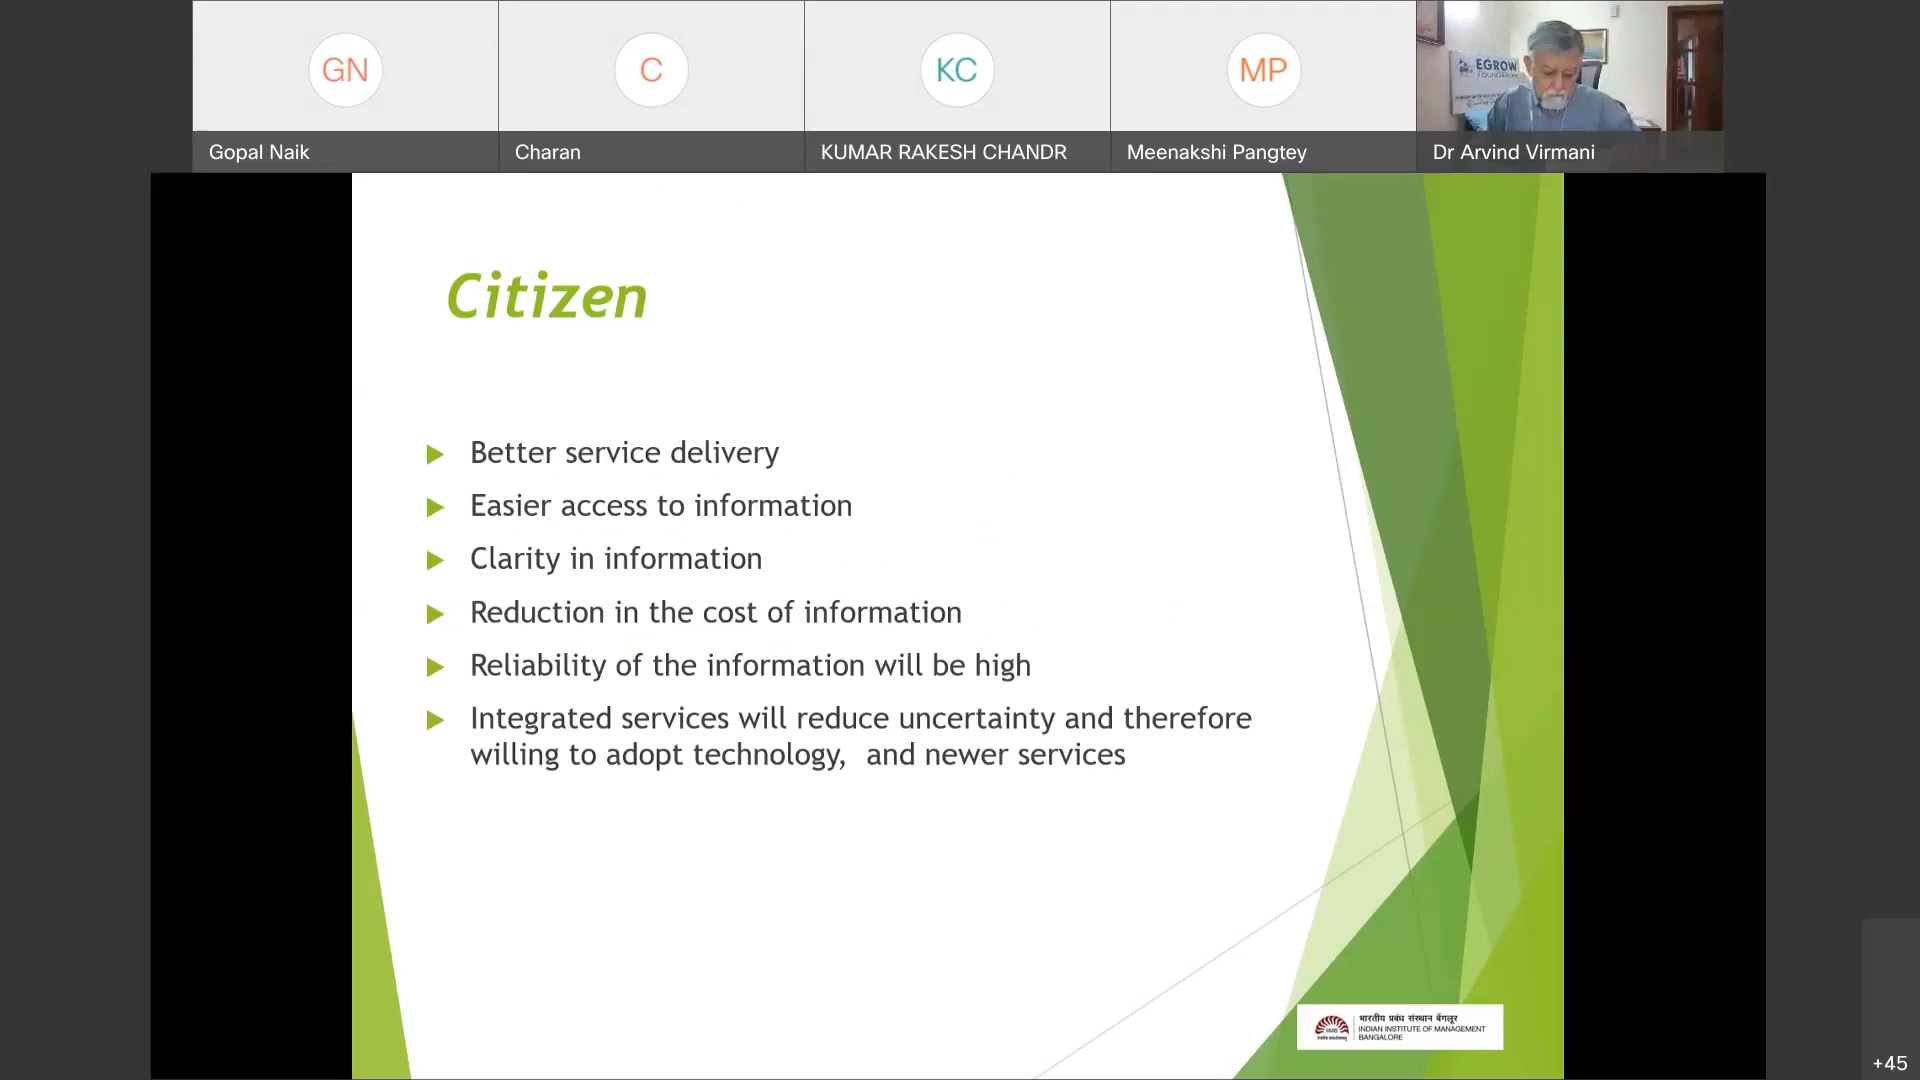 GN
C
KC
MP
EGROW
Gopal Naik
Charan
KUMAR RAKESH CHANDR
Meenakshi Pangtey
Dr Arvind Virmani
Citizen
Better service delivery
Easier access to information
Clarity in information
Reduction in the cost of information
Reliability of the information will be high
Integrated services will reduce uncertainty and therefore
willing to adopt technology,  and newer services
भारतीय प्रबंध संस्थान बेंगलूर
INDIAN INSTITUTE OF MANAGEMENT
BANGALORE
+45